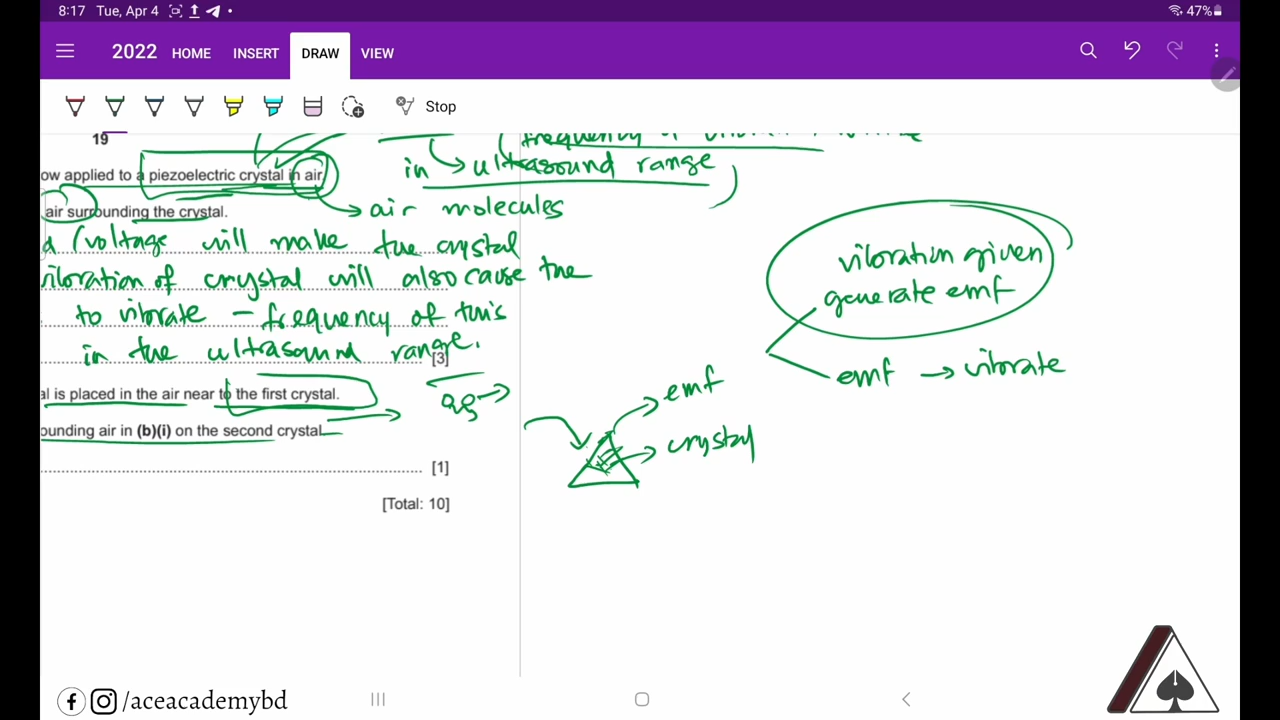 8:17 Tue, Apr 4
47%
2022 HOME INSERT DRAW VIEW
Stop
19
in → ultrasound range
ow applied to a piezoelectric crystal in air.
→ air molecules
air surrounding the crystal.
(voltage will make the crystal
vibration of crystal will also cause the
to vibrate - frequency of this
in the ultrasound range.
[3]
vibration given
generate emf
emf → vibrate
al is placed in the air near to the first crystal.
emf
crystal
ounding air in (b)(i) on the second crystal.
[1]
[Total: 10]
/aceacademybd